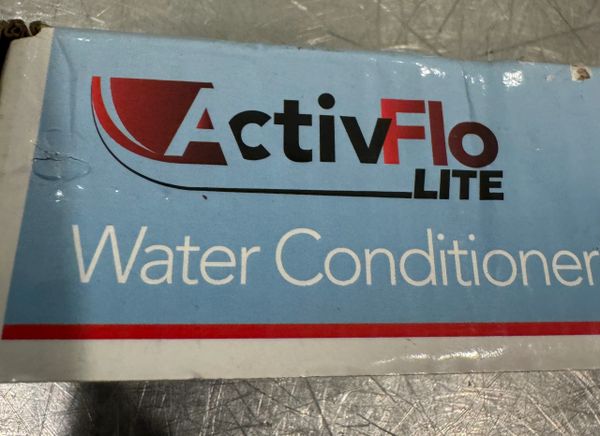 ActivFlo
LITE
Water Conditioner